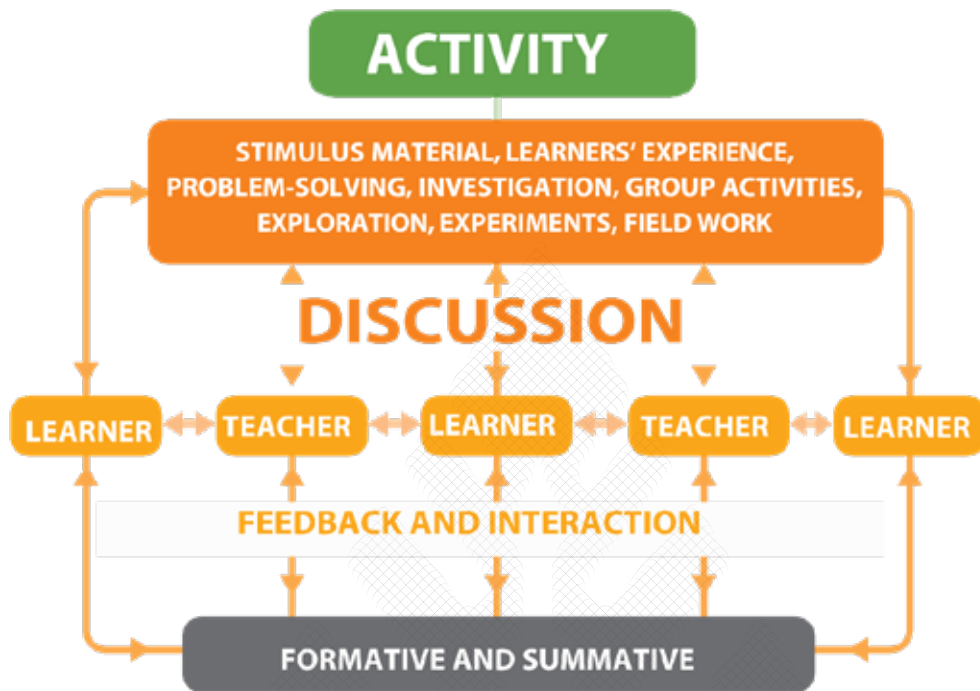 ACTIVITY
STIMULUS MATERIAL, LEARNERS‘ EXPERIENCE,
PROBLEM-SOLVING, INVESTIGATION, GROUP ACTIVITIES,
EXPLORATION, EXPERIMENTS, FIELD WORK
DISCUSSION
LEARNER TEACHER LEARNER TEACHER LEARNER
FEEDBACK AND INTERACTION
FORMATIVE AND SUMMATIVE